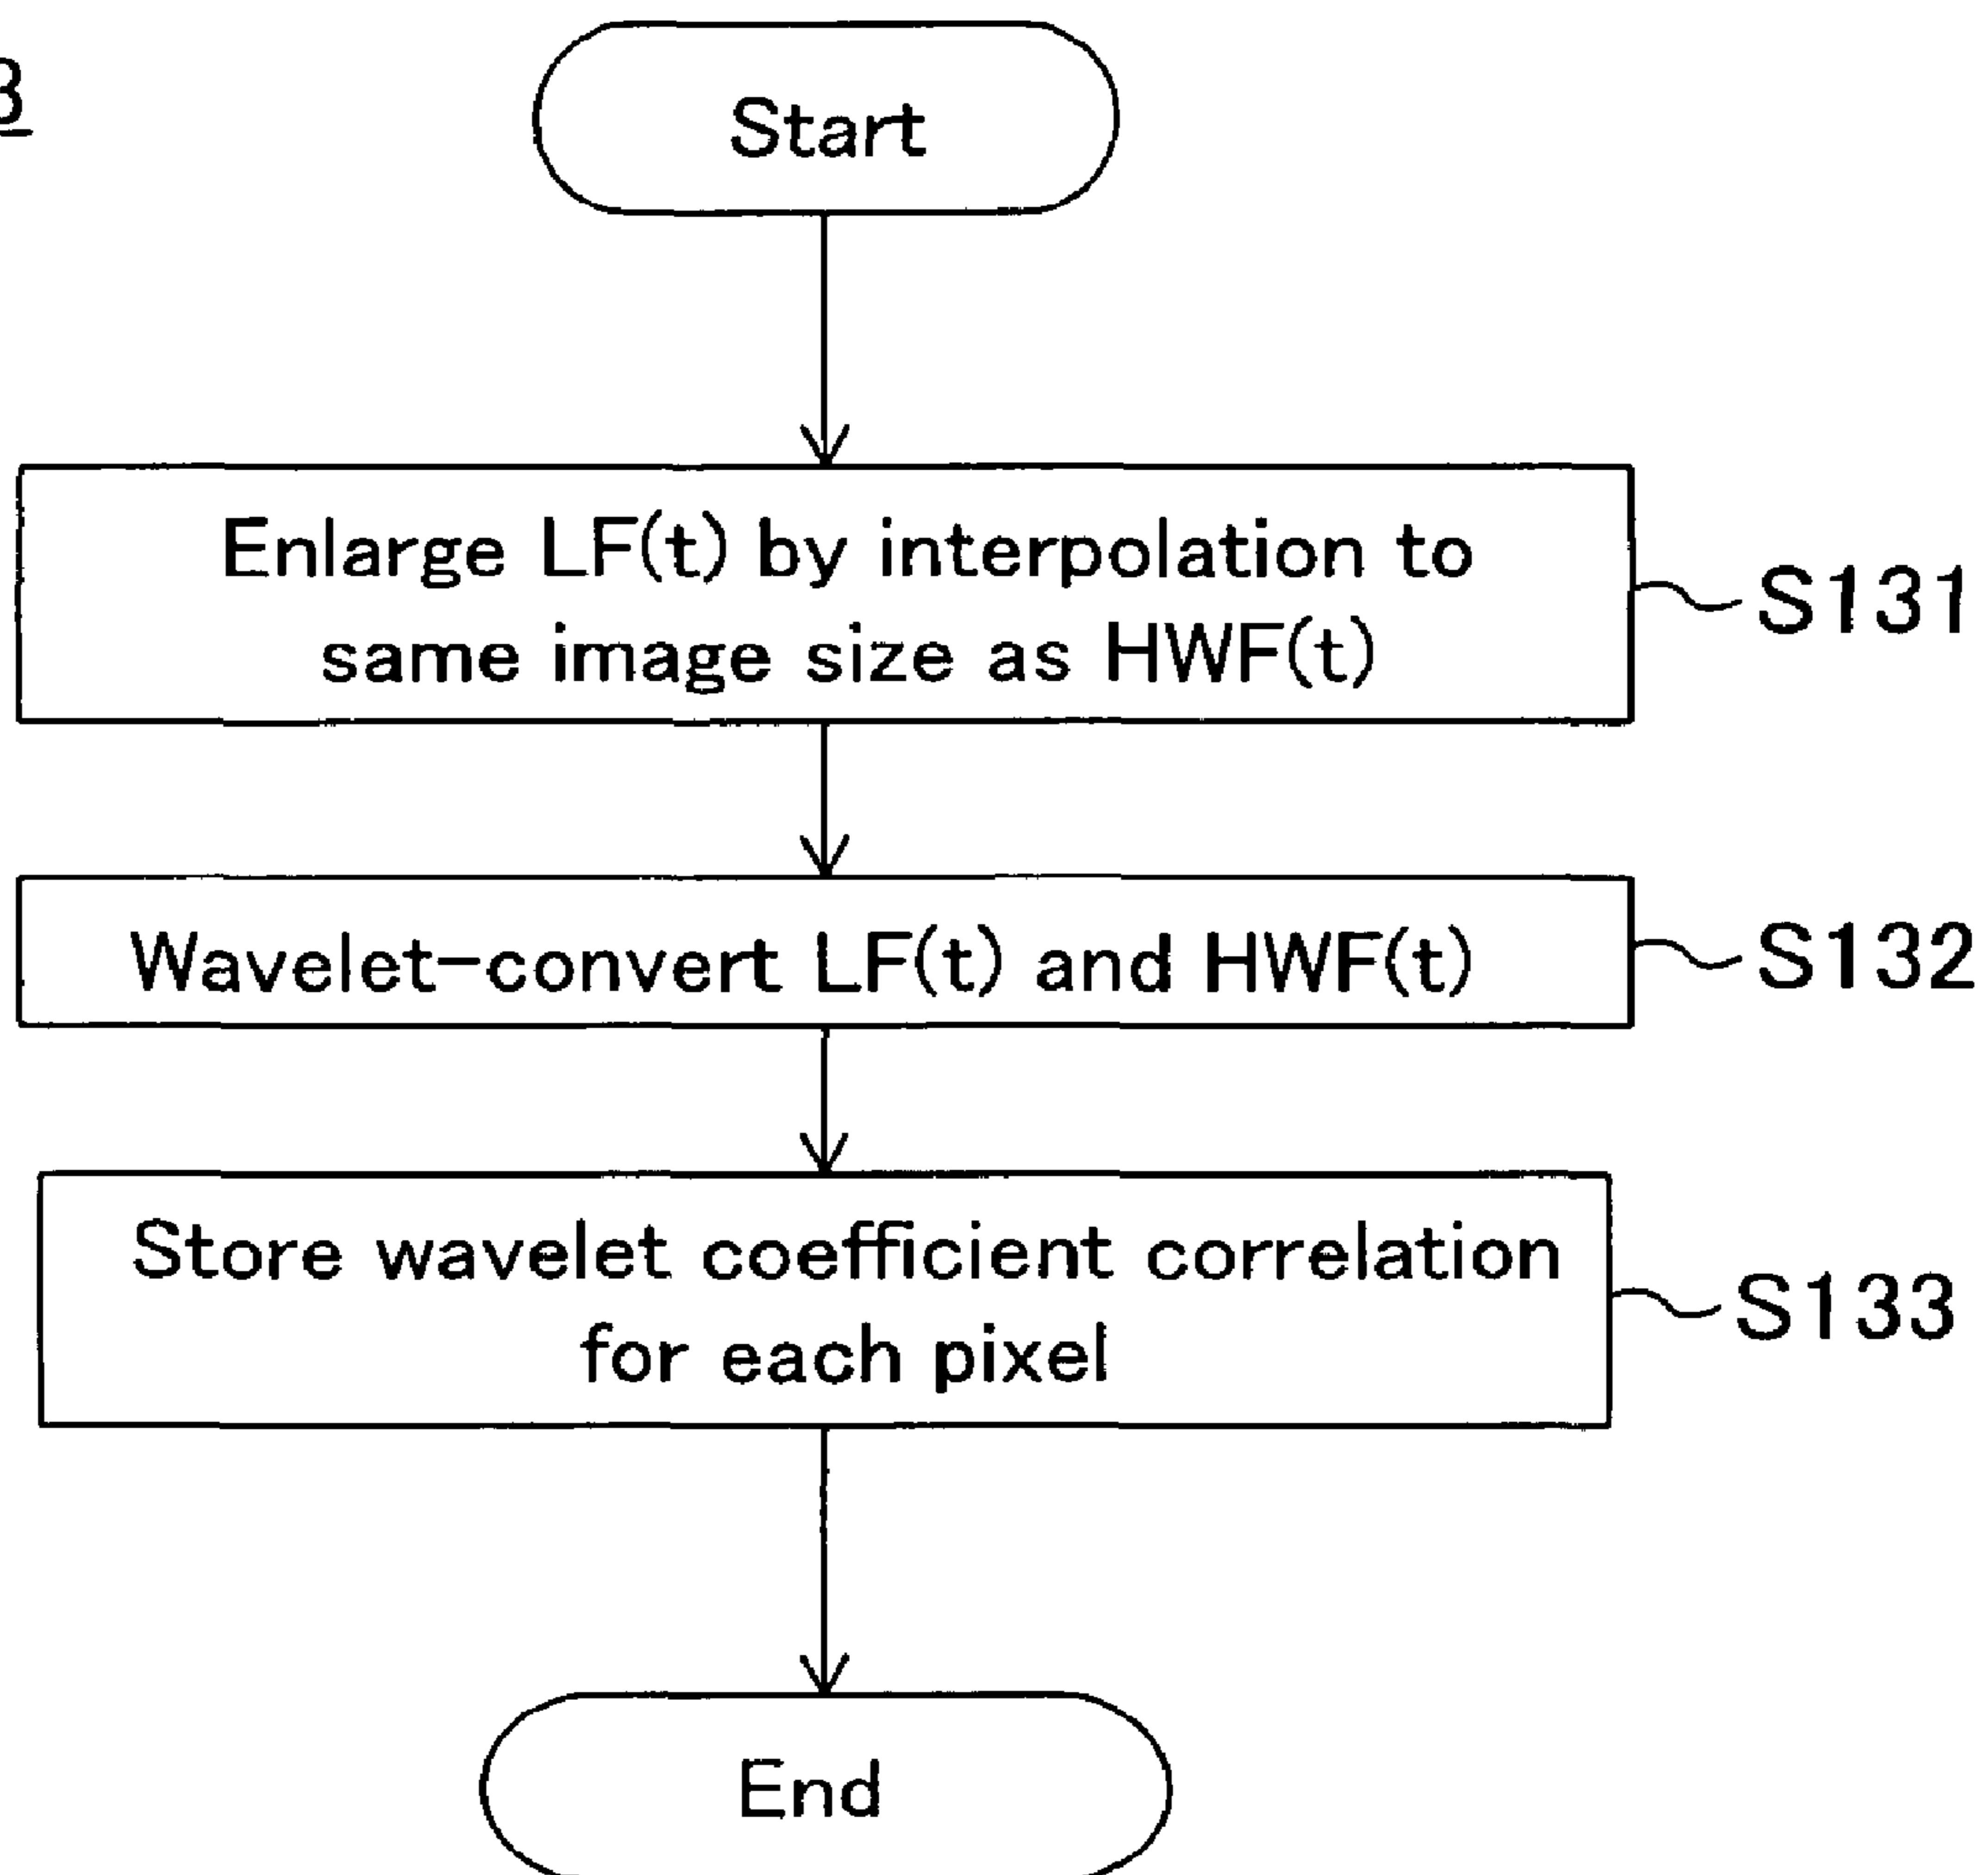 3
Start
Enlarge LF(t) by interpolation to
same image size as HWF(t)
S131
Wavelet-convert LF(t) and HWF(t)
S132
Store wavelet coefficient correlation
for each pixel
S133
End